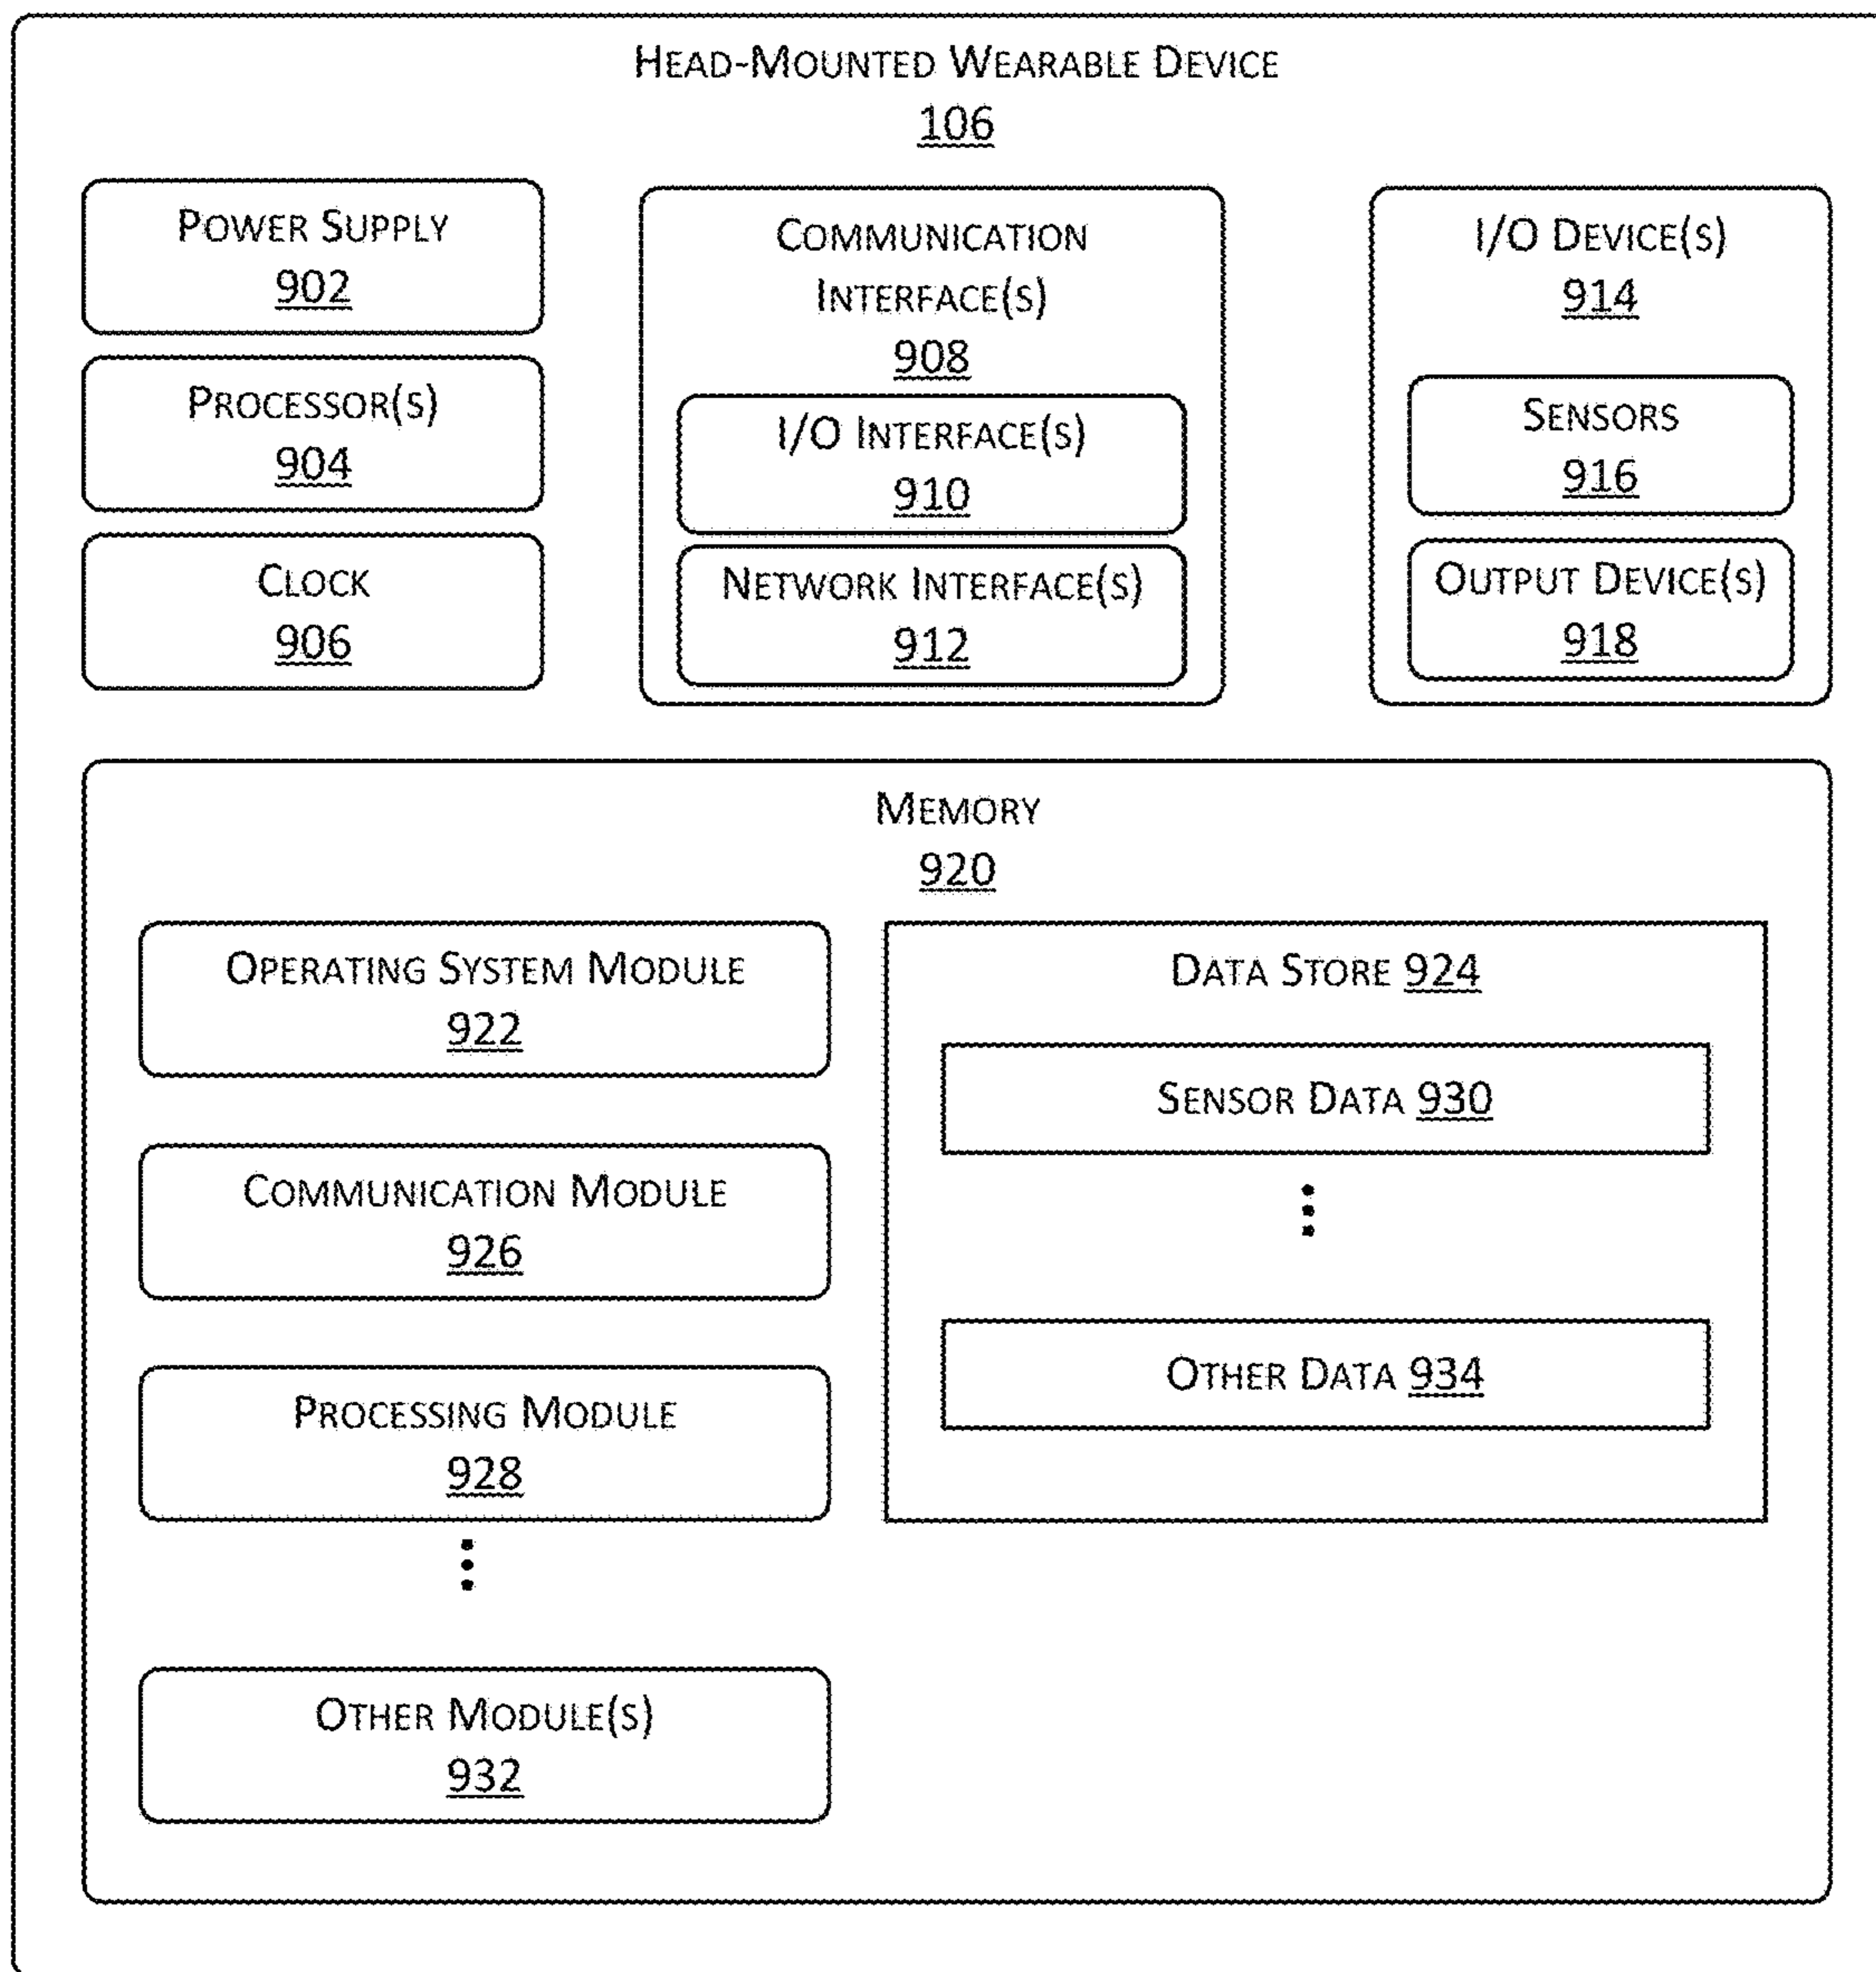 HEAD-MOUNTED WEARABLE DEVICE
106
POWER SUPPLY
902
PROCESSOR(S)
904
CLOCK
906
COMMUNICATION
INTERFACE(S)
908
I/O INTERFACE(S)
910
NETWORK INTERFACE(S)
912
I/O DEVICE(S)
914
SENSORS
916
OUTPUT DEVICE(S)
918
MEMORY
920
OPERATING SYSTEM MODULE
922
COMMUNICATION MODULE
926
PROCESSING MODULE
928
OTHER MODULE(S)
932
DATA STORE 924
SENSOR DATA 930
OTHER DATA 934